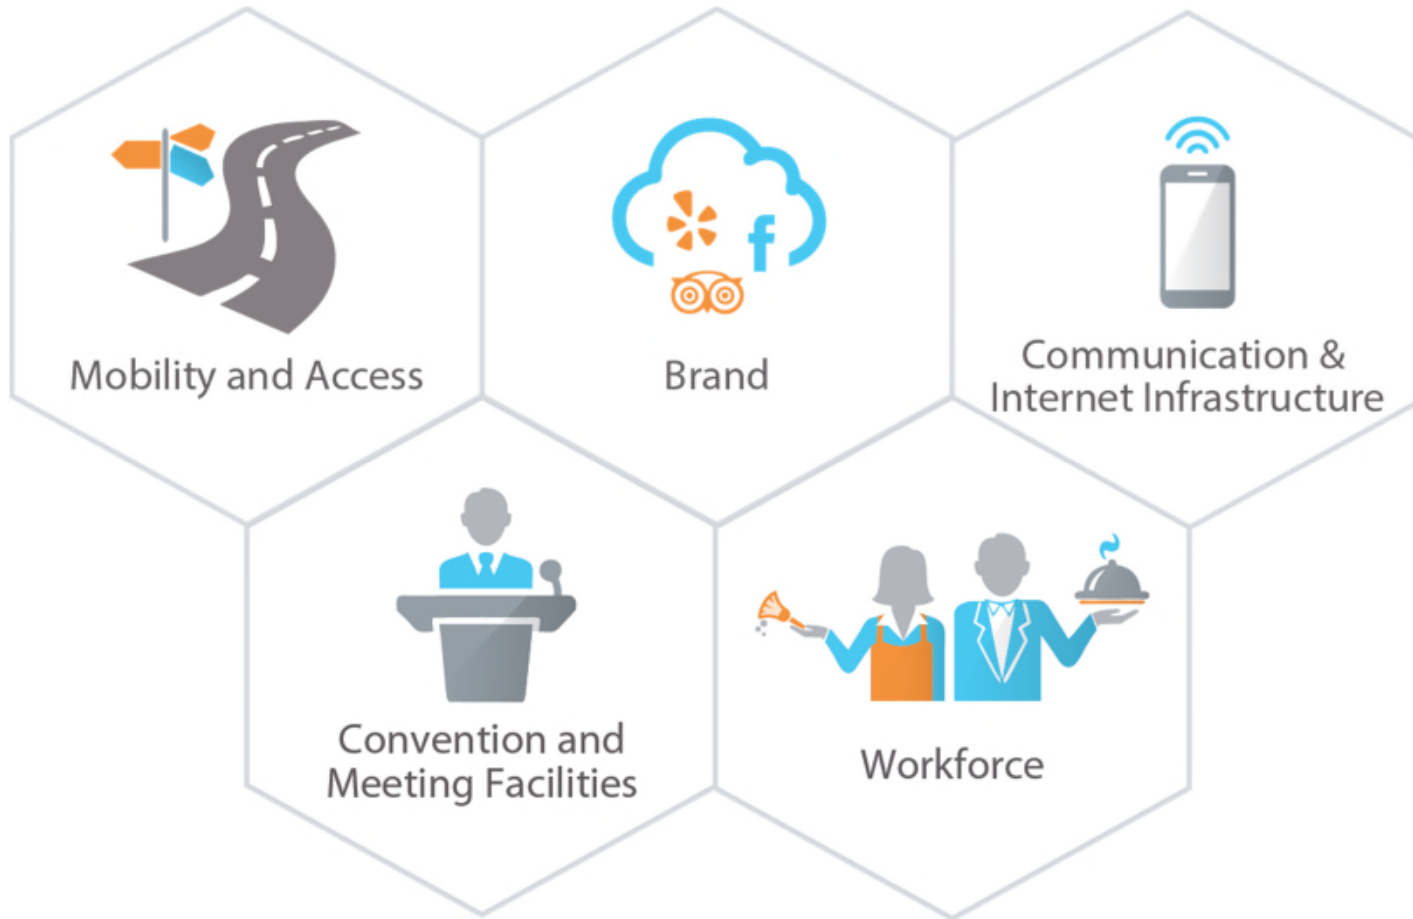 Mobility and Access
Brand
Communication &
Internet Infrastructure
Convention and
Meeting Facilities
Workforce